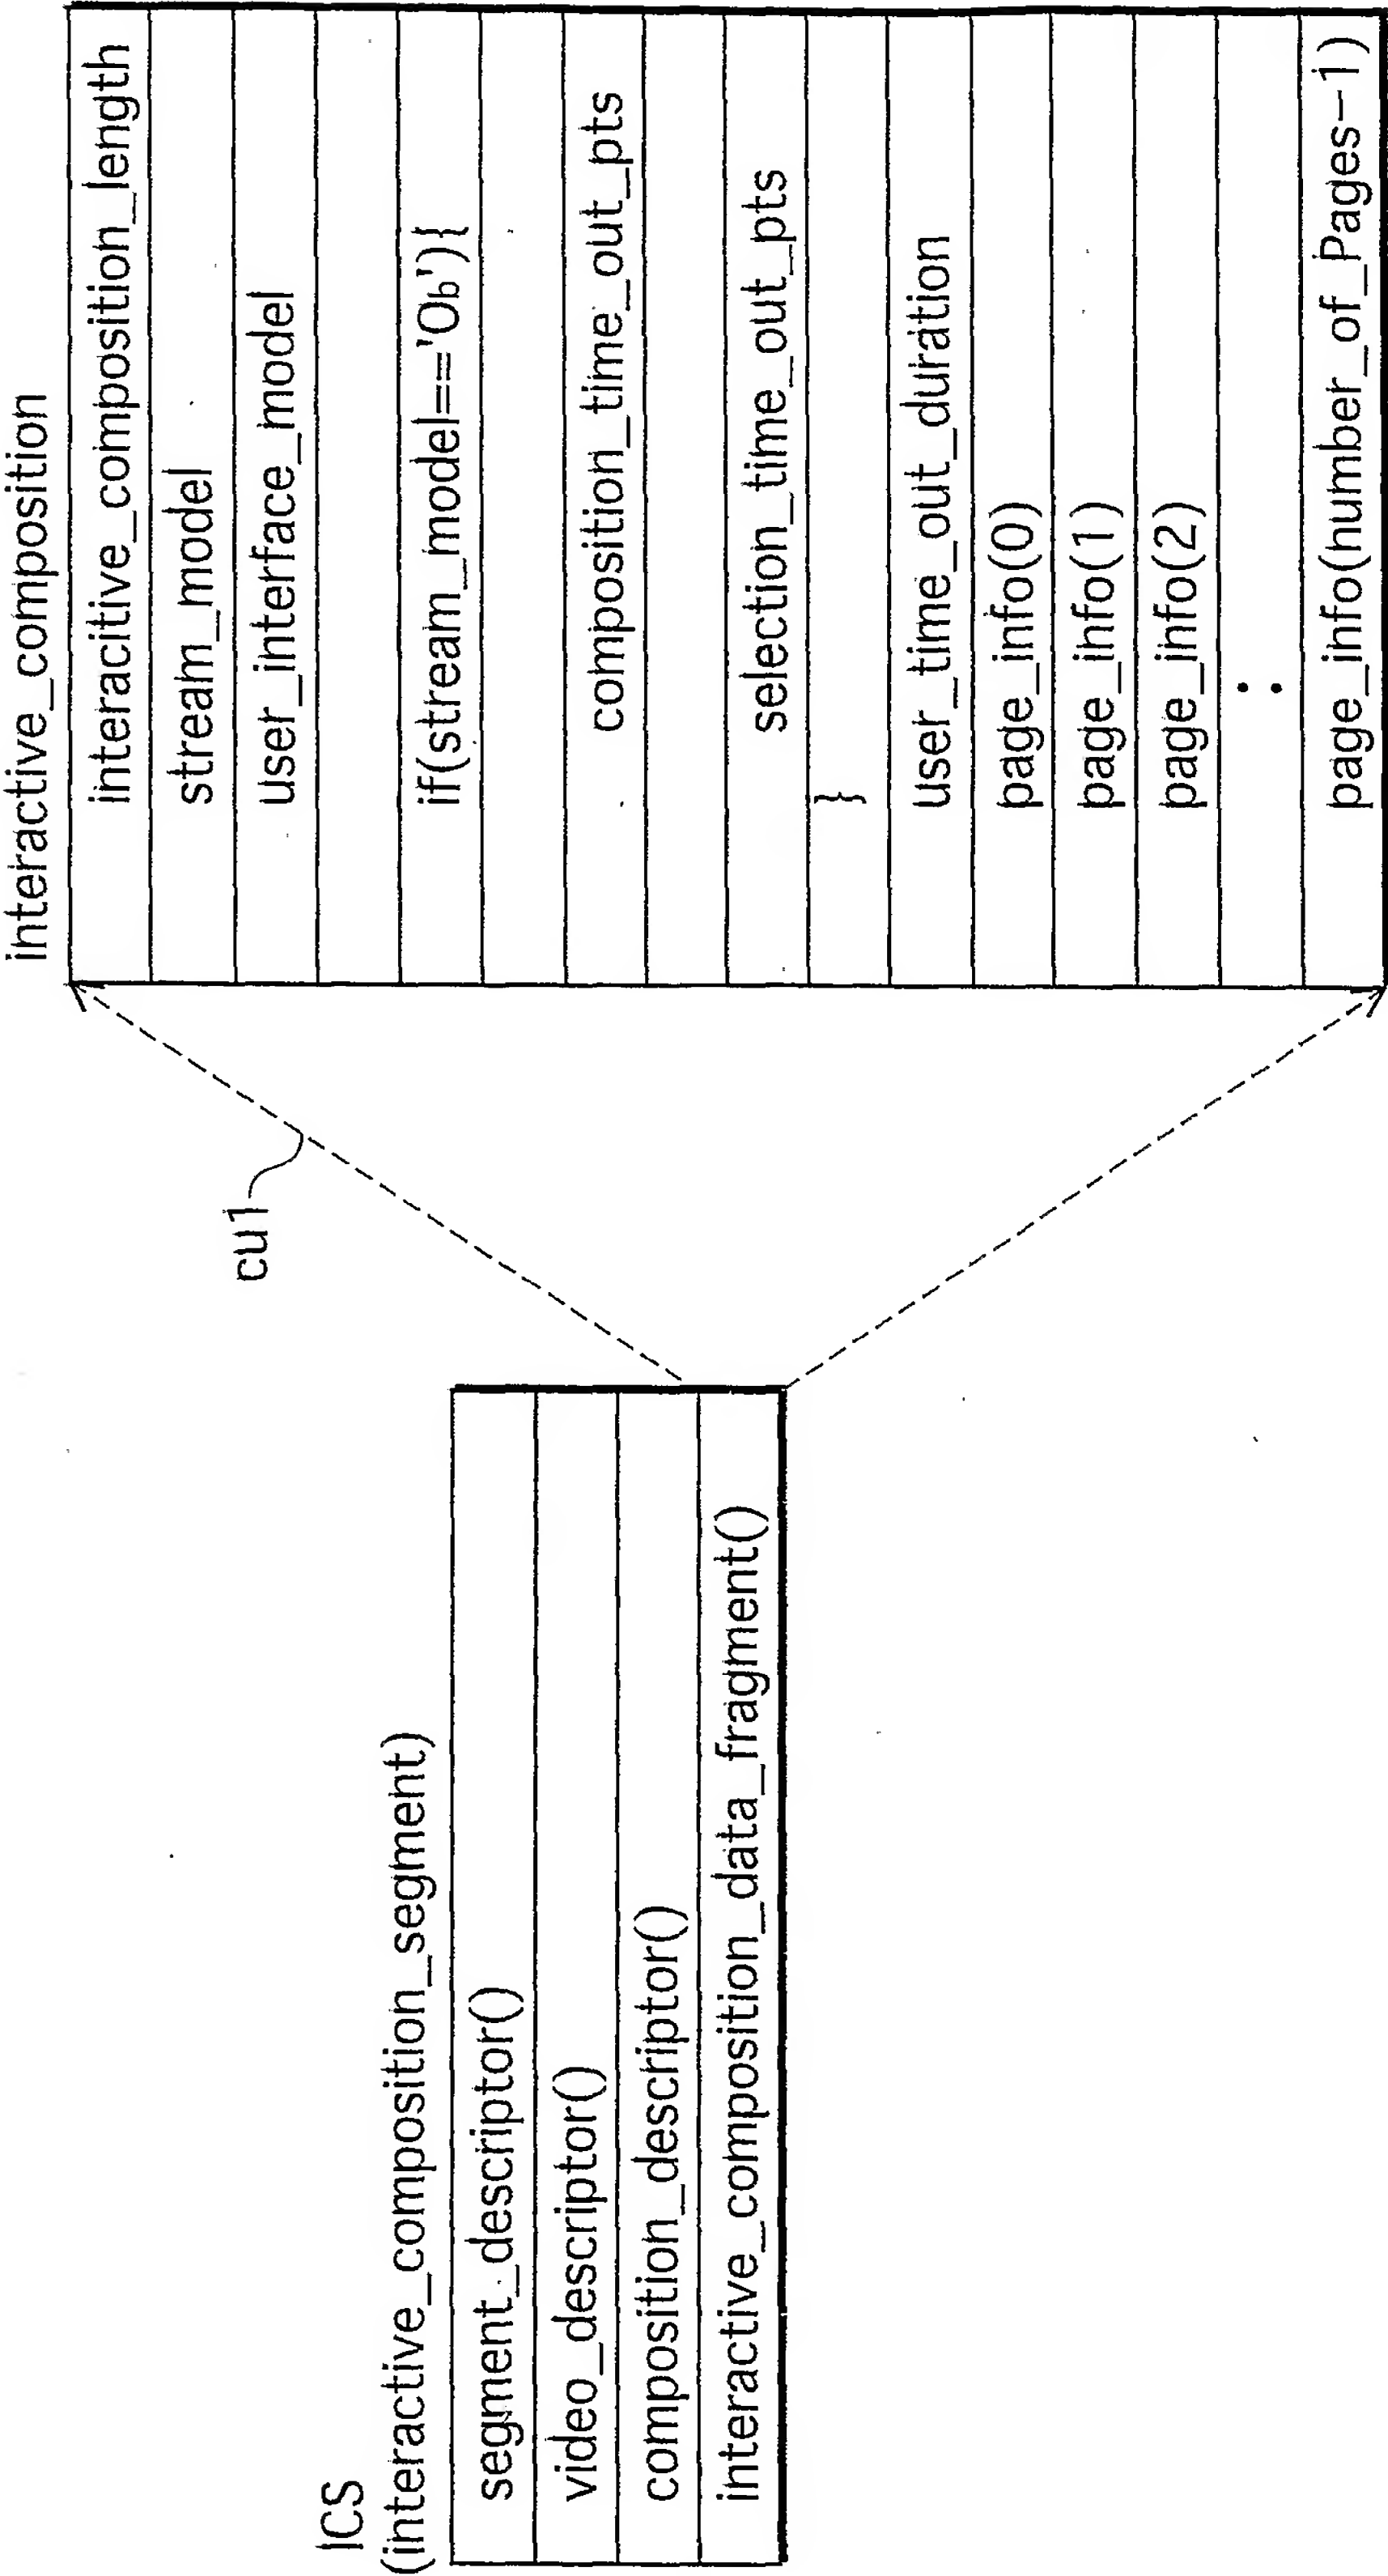 ICS
(interactive_composition_segment)
segment_descriptor()
video_descriptor()
composition_descriptor()
interactive_composition_data_fragment()
cu1
interactive_composition
interacitive_composition_length
stream_model
user_interface_model
if(stream_model=='0b'){
composition_time_out_pts
selection_time_out_pts
}
user_time_out_duration
page_info(0)
page_info(1)
page_info(2)
:
page_info(number_of_Pages-1)